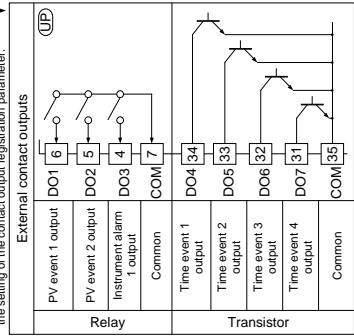 the setting of the contact output registration parameter.
External contact outputs
Relay
PV event 1 output
DO1
6
UP
PV event 2 output
DO2
5
Instrument alarm
1 output
DO3
4
Common
COM
7
Transistor
Time event 1
output
DO4
34
Time event 2
output
DO5
33
Time event 3
output
DO6
32
Time event 4
output
DO7
31
Common
COM
35